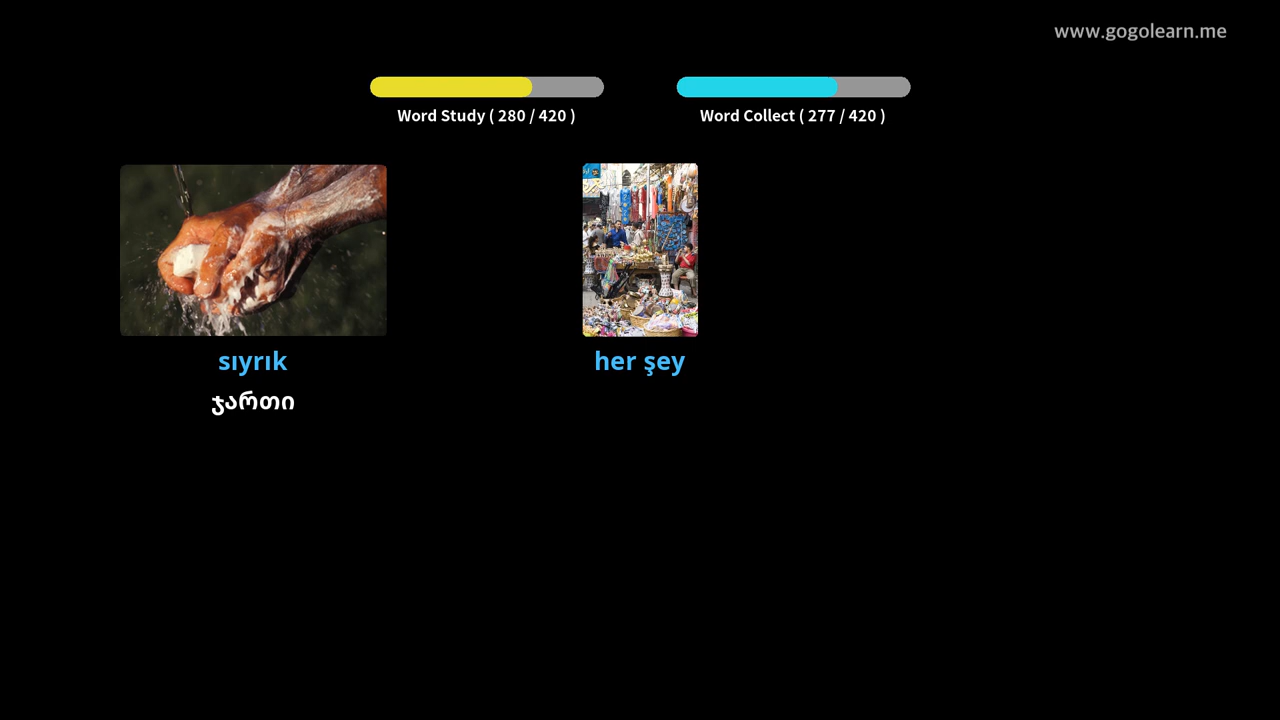 www.gogolearn.me
Word Study ( 280 / 420 )
Word Collect ( 277 / 420 )
sıyrık
ჯართი
her şey